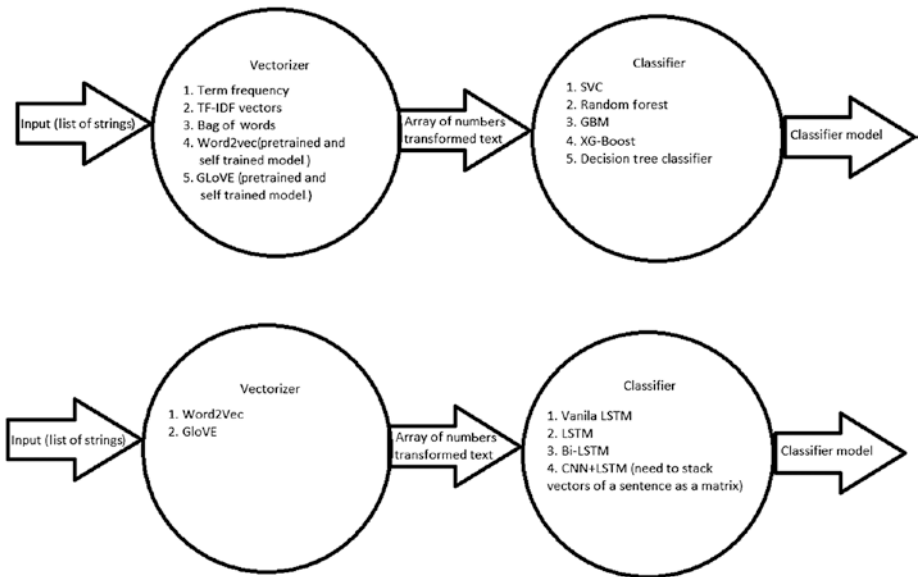 Vectorizer
1. Term frequency
2. TF-IDF vectors
3. Bag of words
4. Word2vec(pretrained and
self trained model )
5. GLoVE (pretrained and
self trained model )
Input (list of strings)
Array of numbers
transformed text
Classifier
1. SVC
2. Random forest
3. GBM
4. XG-Boost
5. Decision tree classifier
Classifier model
Vectorizer
1. Word2Vec
2. GloVE
Input (list of strings)
Array of numbers
transformed text
Classifier
1. Vanila LSTM
2. LSTM
3. Bi-LSTM
4. CNN+LSTM (need to stack
vectors of a sentence as a matrix)
Classifier model